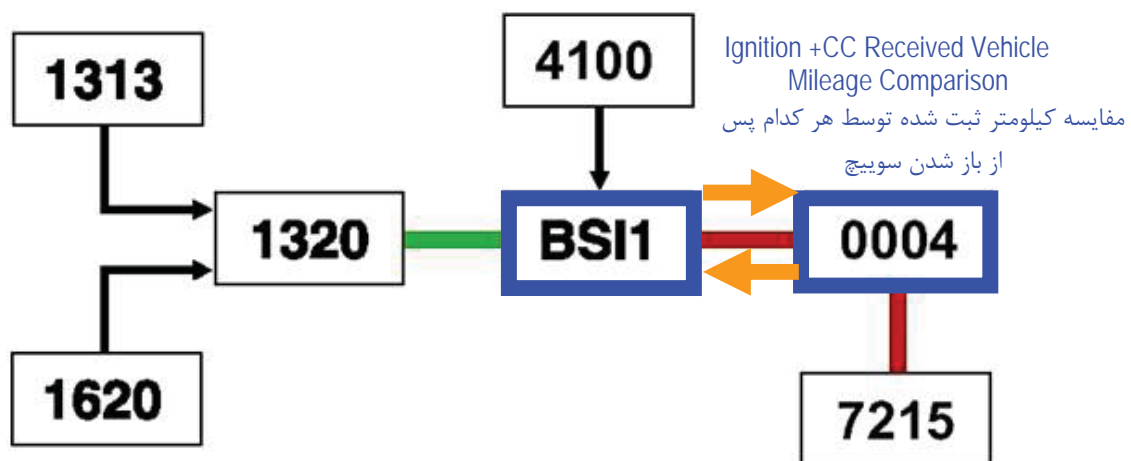 1313
4100
Ignition +CC Received Vehicle
Mileage Comparison
مفایسه کیلومتر ثبت شده توسط هر کدام پس
از باز شدن سوییچ
1320
BSI1
0004
1620
7215